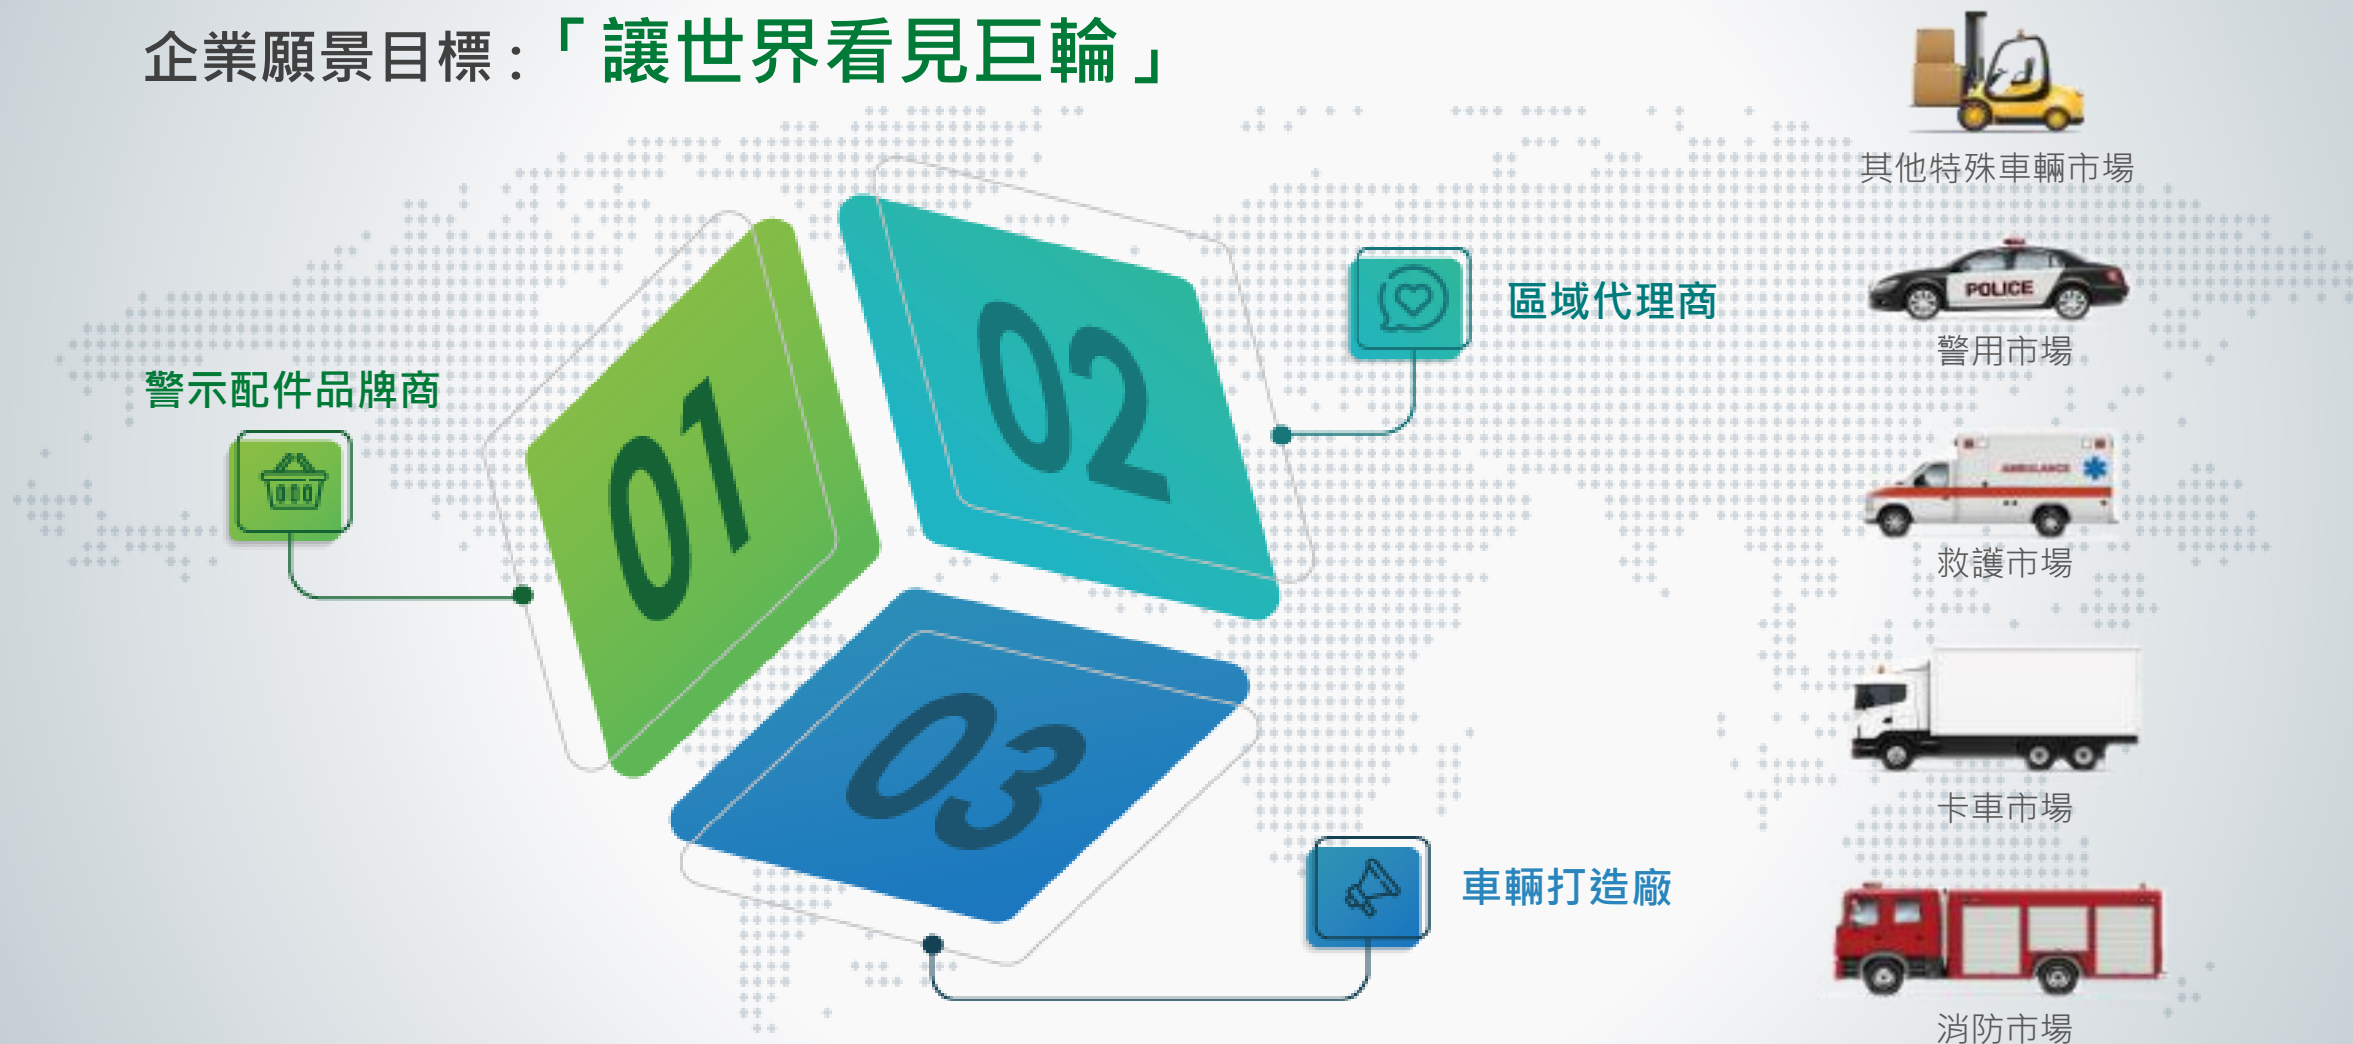 企業願景目標 :「 讓世界看見巨輪 」
其他特殊車輛市場
01
02
03
警示配件品牌商
區域代理商
車輛打造廠
POLICE
警用市場
AMBULANCE
救護市場
卡車市場
消防市場